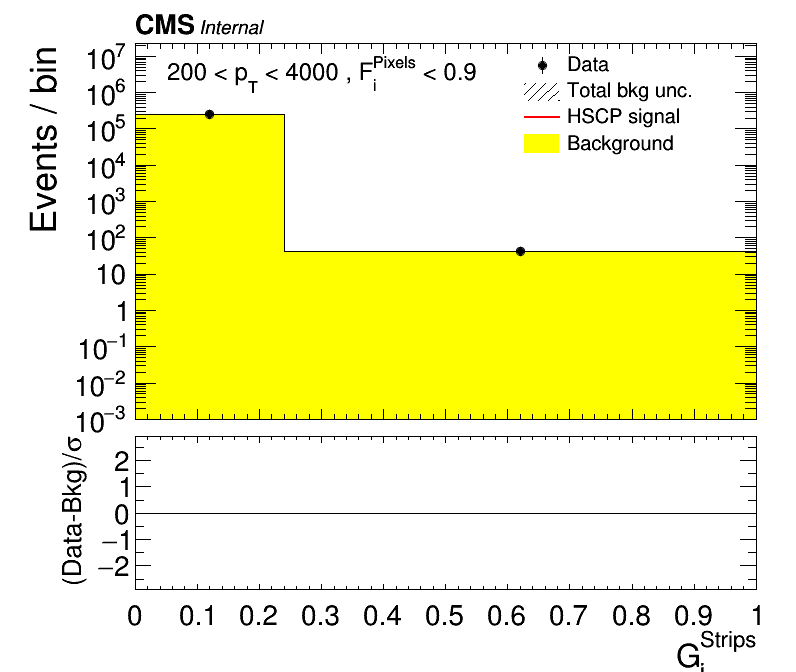 CMS Internal
200 < p_T < 4000 , F_i^Pixels < 0.9
Data
Total bkg unc.
HSCP signal
Background
Events / bin
10^7
10^6
10^5
10^4
10^3
10^2
10
1
10^−1
10^−2
10^−3
(Data-Bkg)/σ
2
1
0
−1
−2
0 0.1 0.2 0.3 0.4 0.5 0.6 0.7 0.8 0.9 1
G_i^Strips